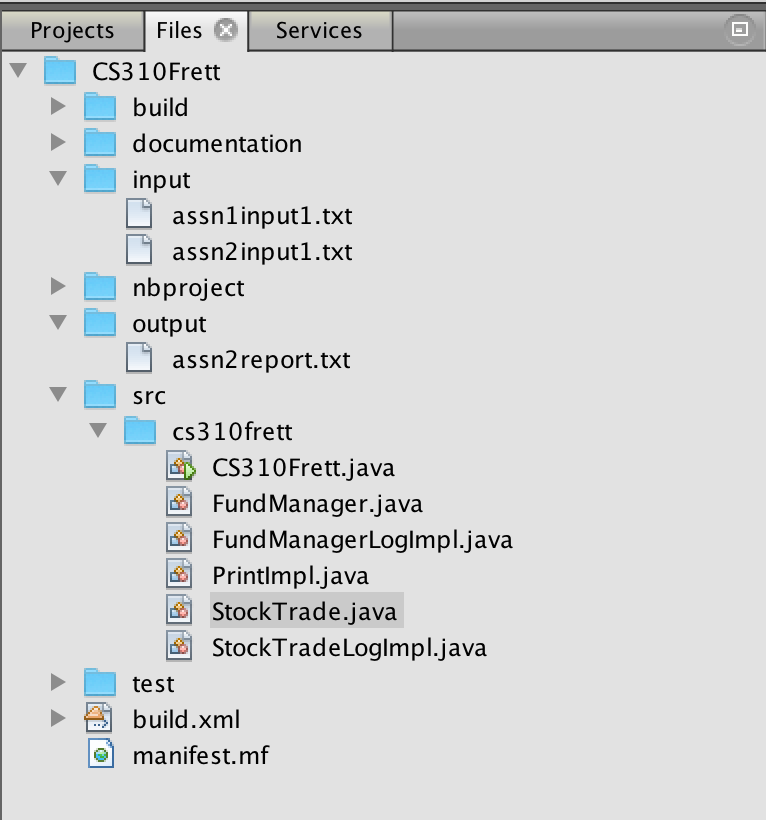 Projects Files Services
CS310Frett
build
documentation
input
assn1input1.txt
assn2input1.txt
nbproject
output
assn2report.txt
src
cs310frett
CS310Frett.java
FundManager.java
FundManagerLogImpl.java
PrintImpl.java
StockTrade.java
StockTradeLogImpl.java
test
build.xml
manifest.mf